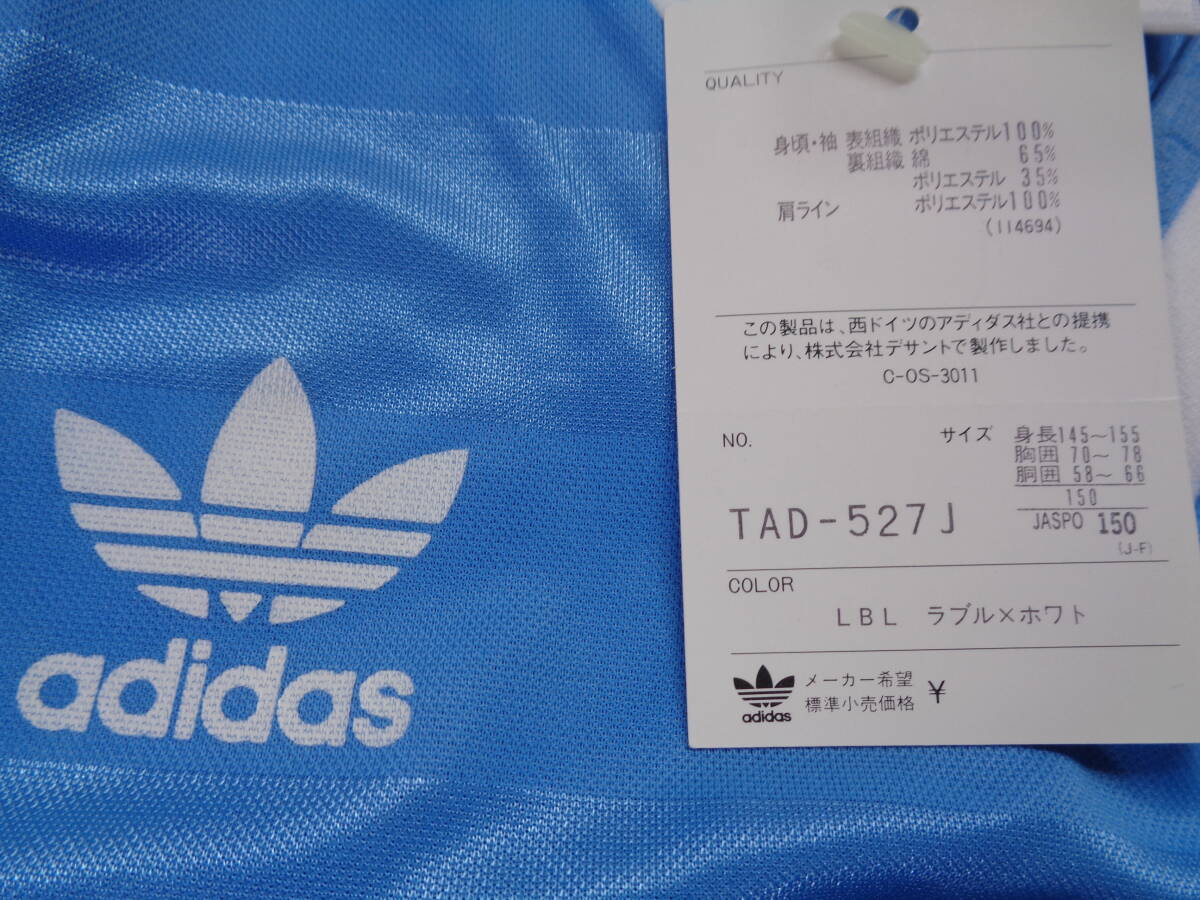 adidas
QUALITY
身頃・袖 表組織 ポリエステル100%
裏組織 綿 65%
ポリエステル 35%
肩ライン ポリエステル100%
(114694)
この製品は、西ドイツのアディダス社との提携
により、株式会社デサントで製作しました。
C-OS-3011
NO. サイズ 身長145～155
胸囲 70～ 78
胴囲 58～ 66
150
TAD-527J JASPO 150
(J-F)
COLOR
LBL ラブル×ホワト
adidas メーカー希望
標準小売価格 ¥